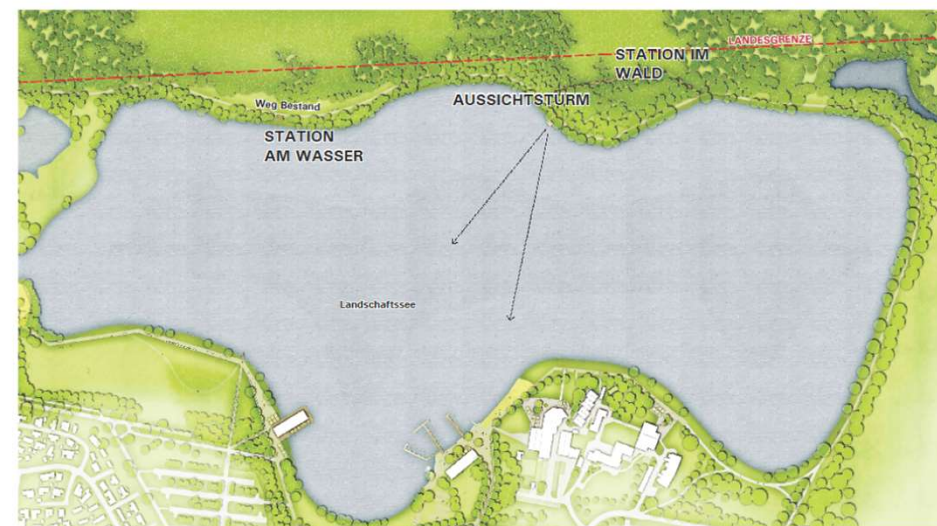 LANDESGRENZE
STATION IM
WALD
Weg Bestand
AUSSICHTSTURM
STATION
AM WASSER
Landschaftssee